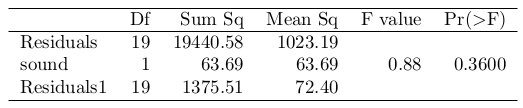 Df Sum Sq Mean Sq F value Pr(>F)
Residuals 19 19440.58 1023.19
sound 1 63.69 63.69 0.88 0.3600
Residuals1 19 1375.51 72.40